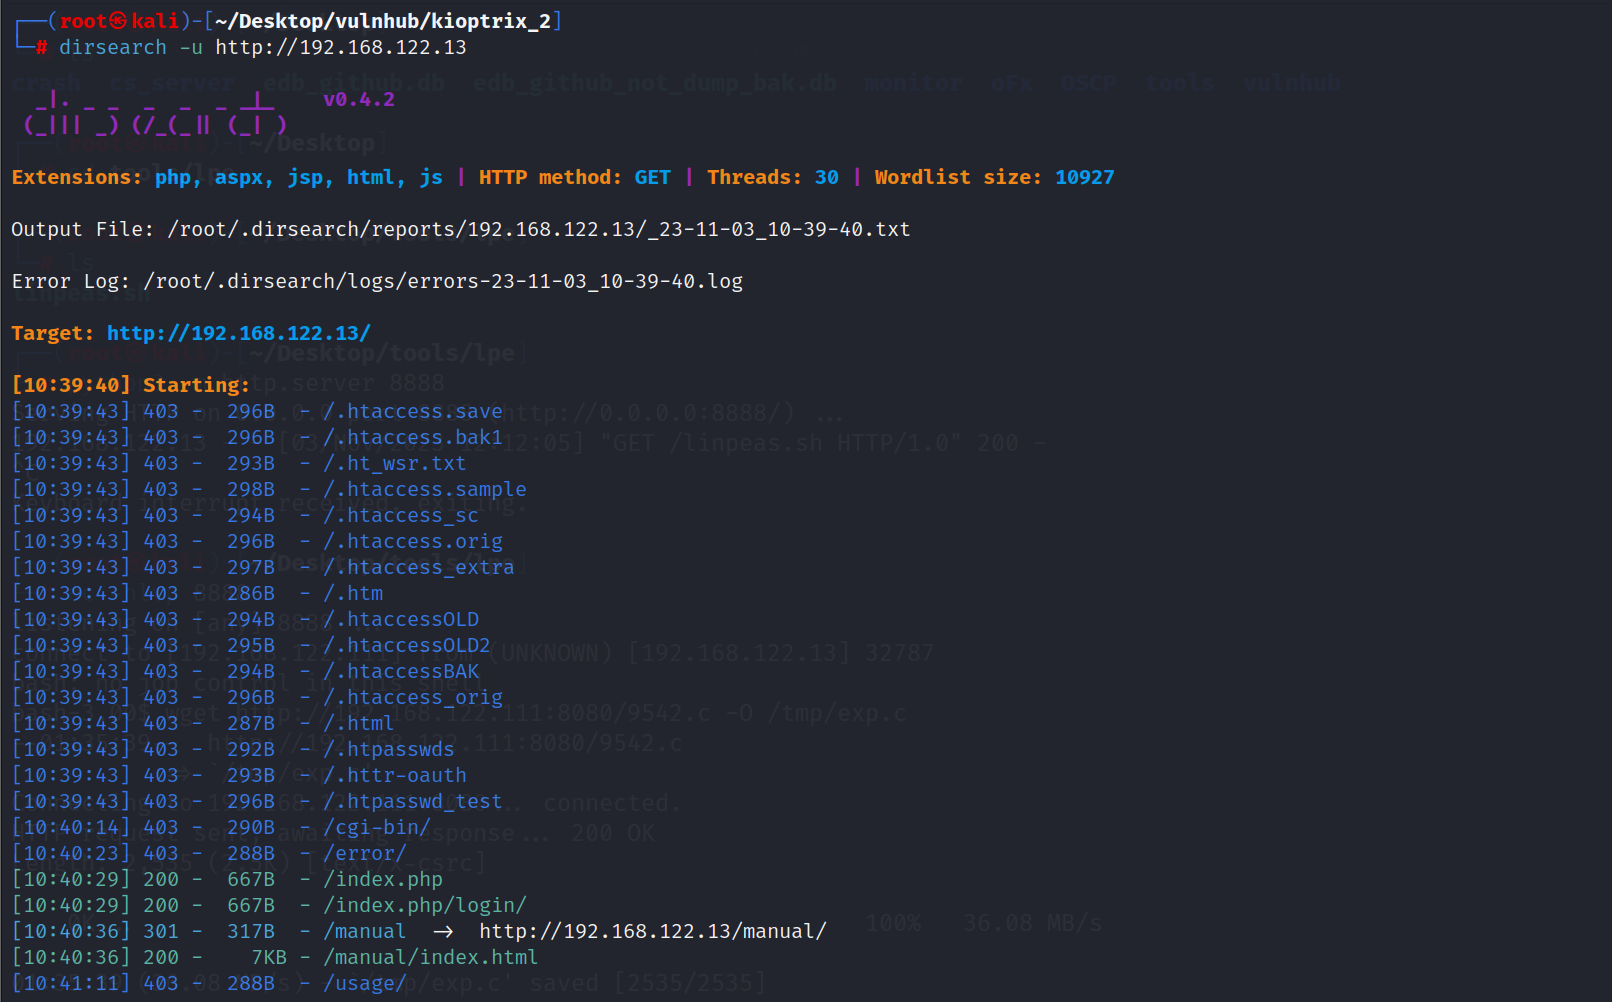 ┌──(root㉿kali)-[~/Desktop/vulnhub/kioptrix_2]
└─# dirsearch -u http://192.168.122.13
crash cs_server edb_github.db edb_github_not_dump_bak.db monitor oFx OSCP tools vulnhub
_|. _ _  _  _  _ _|_    v0.4.2
(_||| _) (/_(_|| (_| )
Extensions: php, aspx, jsp, html, js | HTTP method: GET | Threads: 30 | Wordlist size: 10927
Output File: /root/.dirsearch/reports/192.168.122.13/_23-11-03_10-39-40.txt
Error Log: /root/.dirsearch/logs/errors-23-11-03_10-39-40.log
Target: http://192.168.122.13/
[10:39:40] Starting:
[10:39:43] 403 -  296B  - /.htaccess.save
[10:39:43] 403 -  296B  - /.htaccess.bak1
[10:39:43] 403 -  293B  - /.ht_wsr.txt
[10:39:43] 403 -  298B  - /.htaccess.sample
[10:39:43] 403 -  294B  - /.htaccess_sc
[10:39:43] 403 -  296B  - /.htaccess.orig
[10:39:43] 403 -  297B  - /.htaccess_extra
[10:39:43] 403 -  286B  - /.htm
[10:39:43] 403 -  294B  - /.htaccessOLD
[10:39:43] 403 -  295B  - /.htaccessOLD2
[10:39:43] 403 -  294B  - /.htaccessBAK
[10:39:43] 403 -  296B  - /.htaccess_orig
[10:39:43] 403 -  287B  - /.html
[10:39:43] 403 -  292B  - /.htpasswds
[10:39:43] 403 -  293B  - /.httr-oauth
[10:39:43] 403 -  296B  - /.htpasswd_test
[10:40:14] 403 -  290B  - /cgi-bin/
[10:40:23] 403 -  288B  - /error/
[10:40:29] 200 -  667B  - /index.php
[10:40:29] 200 -  667B  - /index.php/login/
[10:40:36] 301 -  317B  - /manual  ->  http://192.168.122.13/manual/
[10:40:36] 200 -    7KB - /manual/index.html
[10:41:11] 403 -  288B  - /usage/